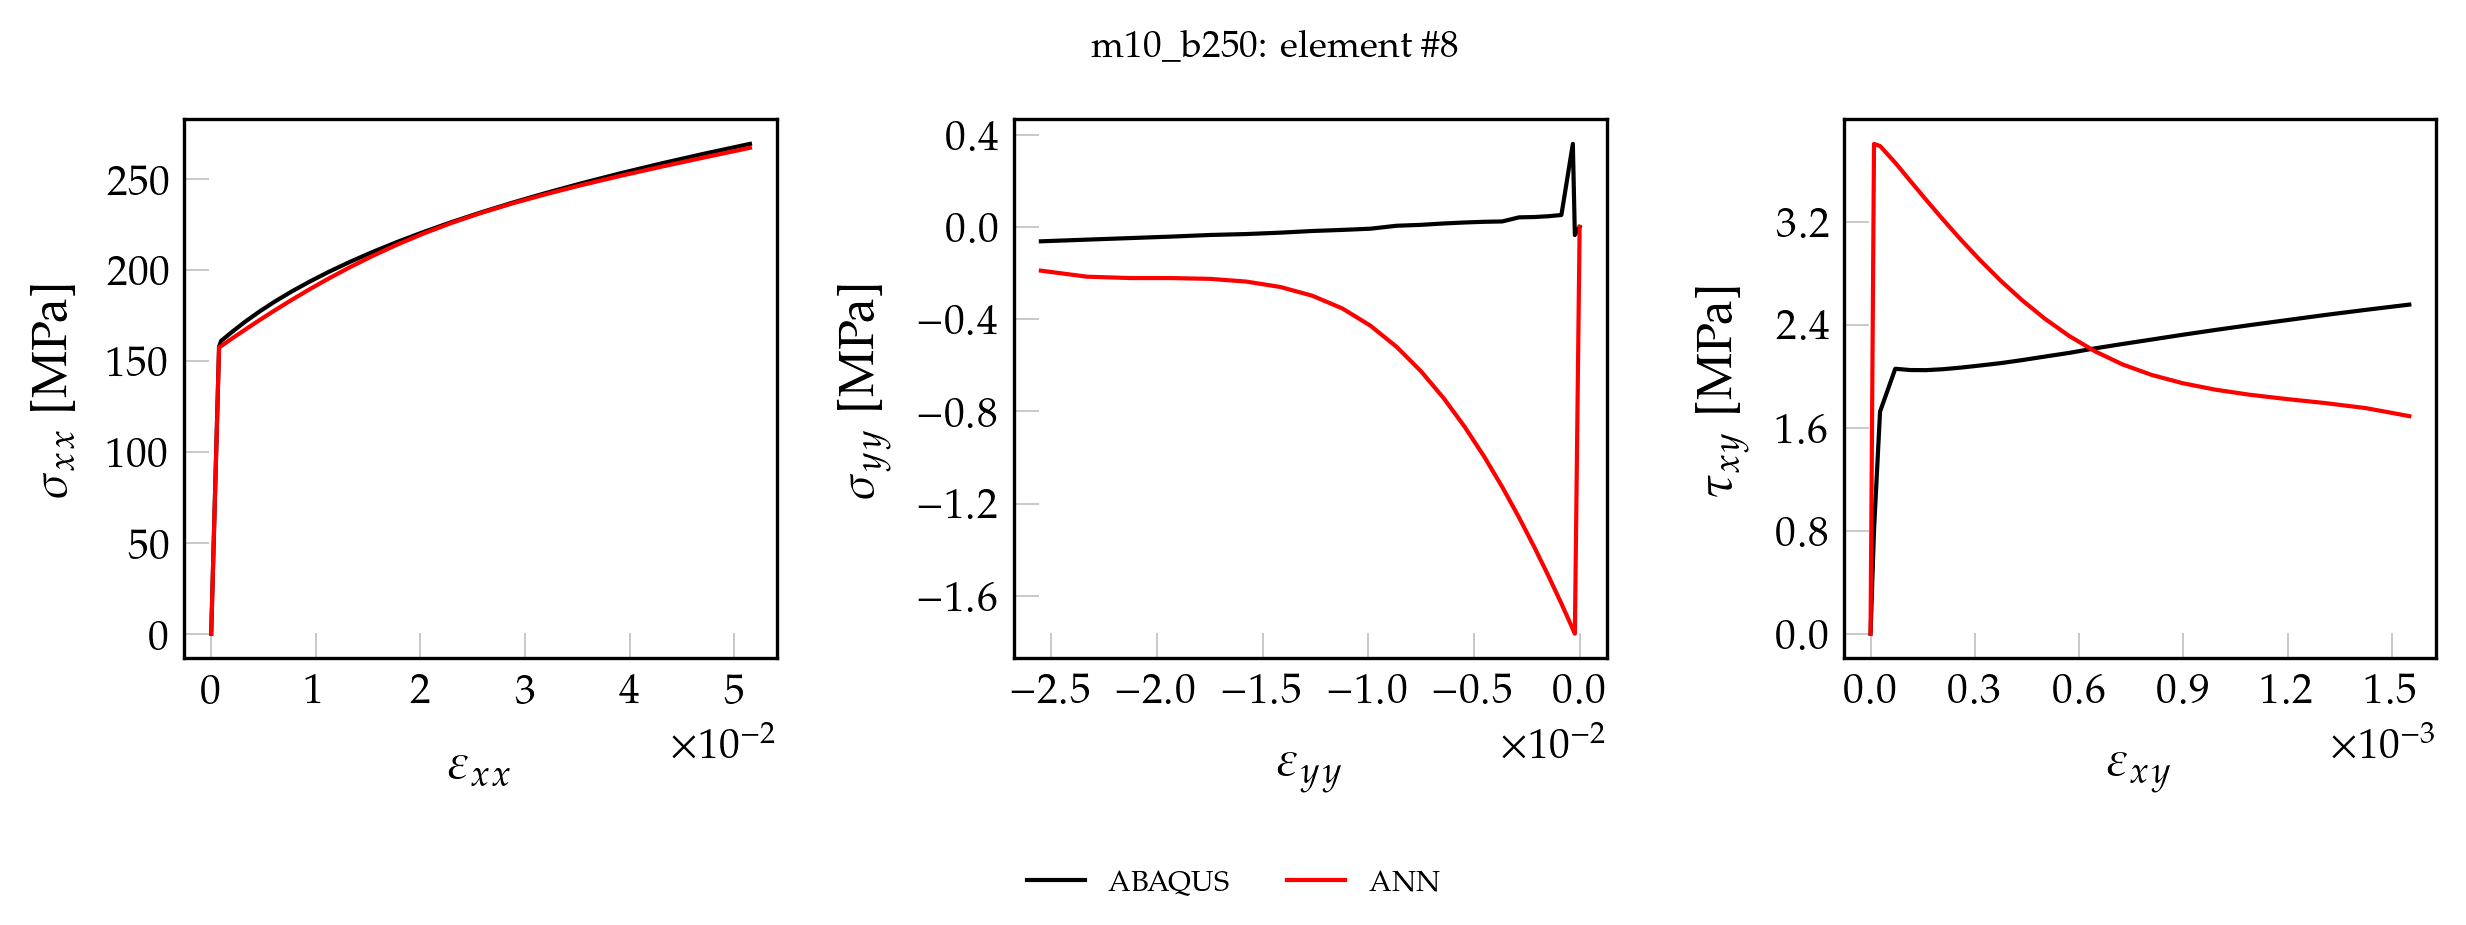 m10_b250: element #8
σxx [MPa]
250
200
150
100
50
0
0 1 2 3 4 5
×10−2
εxx
σyy [MPa]
0.4
0.0
−0.4
−0.8
−1.2
−1.6
−2.5 −2.0 −1.5 −1.0 −0.5 0.0
×10−2
εyy
τxy [MPa]
3.2
2.4
1.6
0.8
0.0
0.0 0.3 0.6 0.9 1.2 1.5
×10−3
εxy
ABAQUS ANN